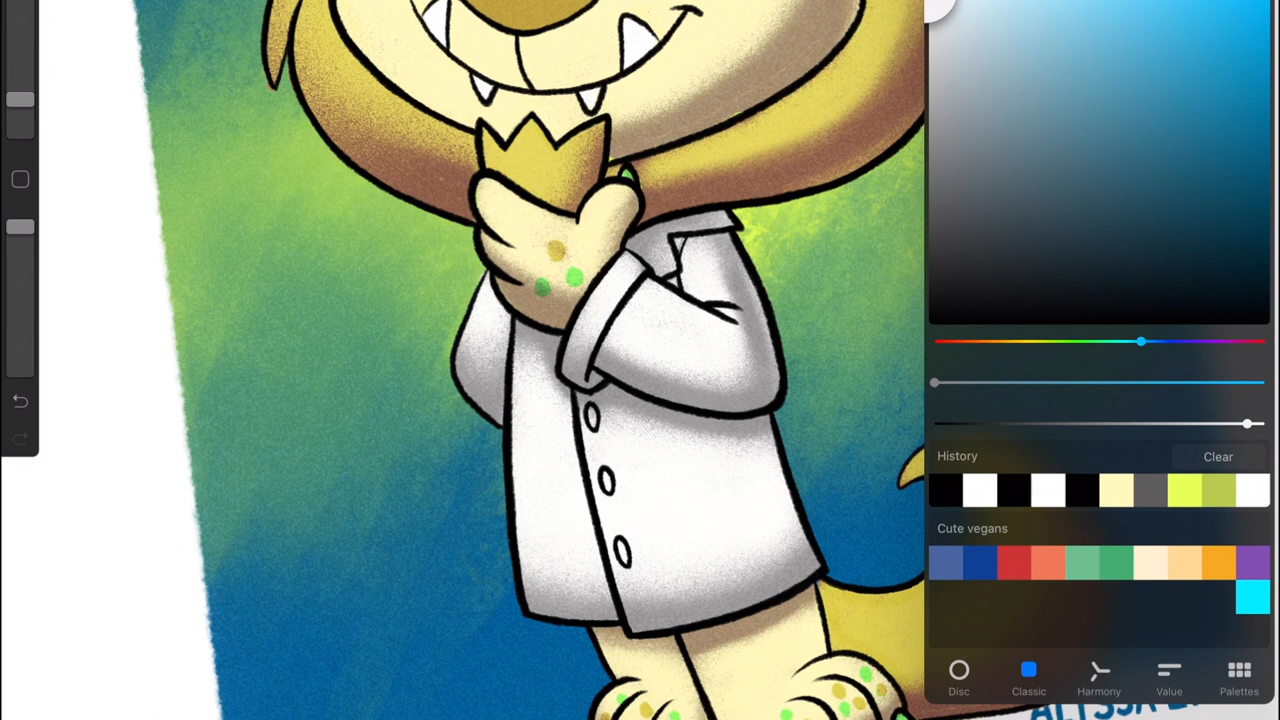 History
Clear
Cute vegans
Disc
Classic
Harmony
Value
Palettes